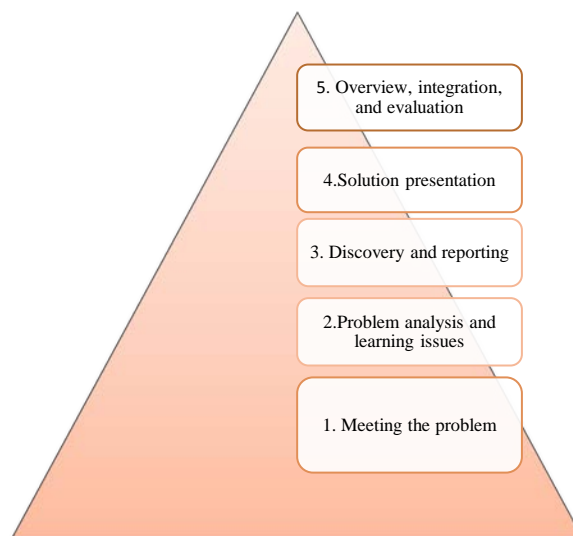 5. Overview, integration,
and evaluation
4.Solution presentation
3. Discovery and reporting
2.Problem analysis and
learning issues
1. Meeting the problem